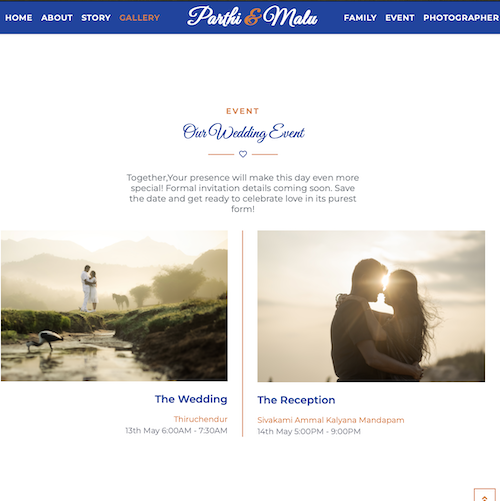 HOME ABOUT STORY GALLERY Parthi & Malu FAMILY EVENT PHOTOGRAPHER
EVENT
Our Wedding Event
Together,Your presence will make this day even more
special! Formal invitation details coming soon. Save
the date and get ready to celebrate love in its purest
form!
The Wedding
Thiruchendur
13th May 6:00AM - 7:30AM
The Reception
Sivakami Ammal Kalyana Mandapam
14th May 5:00PM - 9:00PM